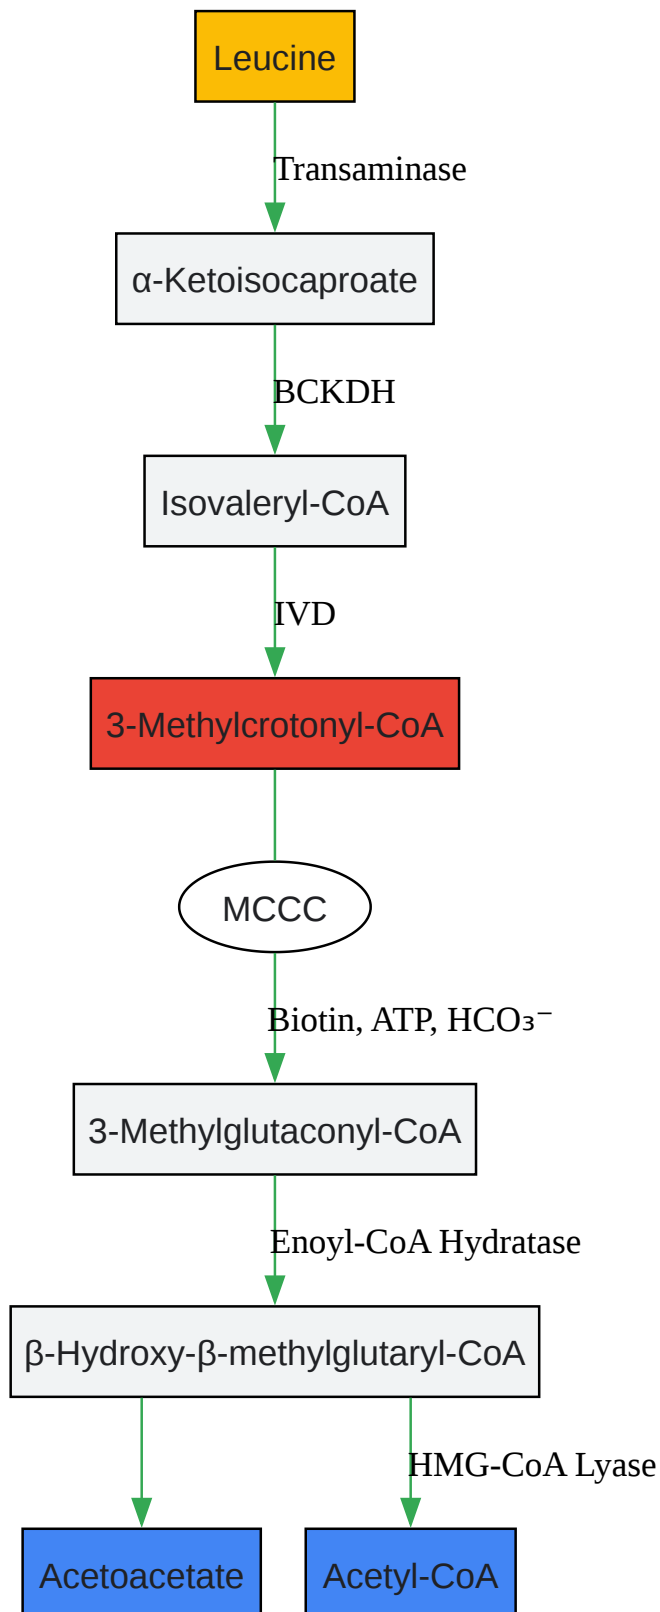 Leucine
Transaminase
α-Ketoisocaproate
BCKDH
Isovaleryl-CoA
IVD
3-Methylcrotonyl-CoA
MCCC
Biotin, ATP, HCO₃⁻
3-Methylglutaconyl-CoA
Enoyl-CoA Hydratase
β-Hydroxy-β-methylglutaryl-CoA
HMG-CoA Lyase
Acetoacetate
Acetyl-CoA